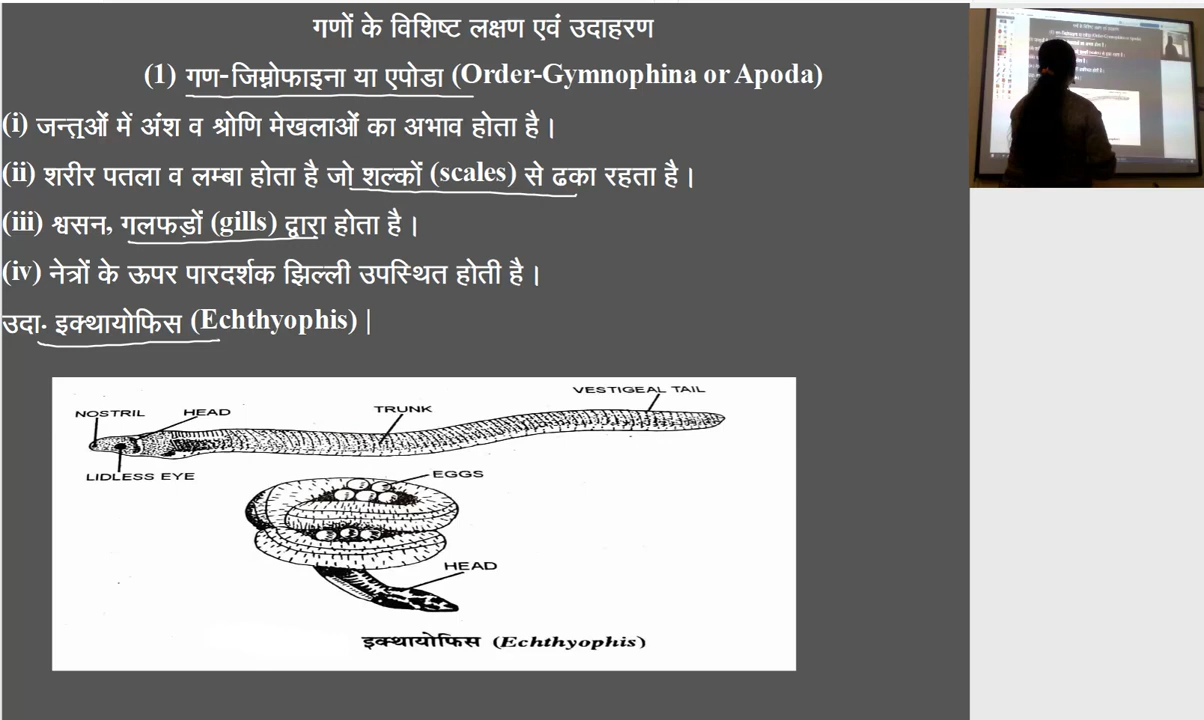 गणों के विशिष्ट लक्षण एवं उदाहरण
(1) गण-जिम्नोफाइना या एपोडा (Order-Gymnophina or Apoda)
(i) जन्तुओं में अंश व श्रोणि मेखलाओं का अभाव होता है।
(ii) शरीर पतला व लम्बा होता है जो शल्कों (scales) से ढका रहता है।
(iii) श्वसन, गलफड़ों (gills) द्वारा होता है।
(iv) नेत्रों के ऊपर पारदर्शक झिल्ली उपस्थित होती है।
उदा. इक्थायोफिस (Echthyophis) |
VESTIGEAL TAIL
NOSTRIL HEAD TRUNK
LIDLESS EYE
EGGS
HEAD
इक्थायोफिस (Echthyophis)